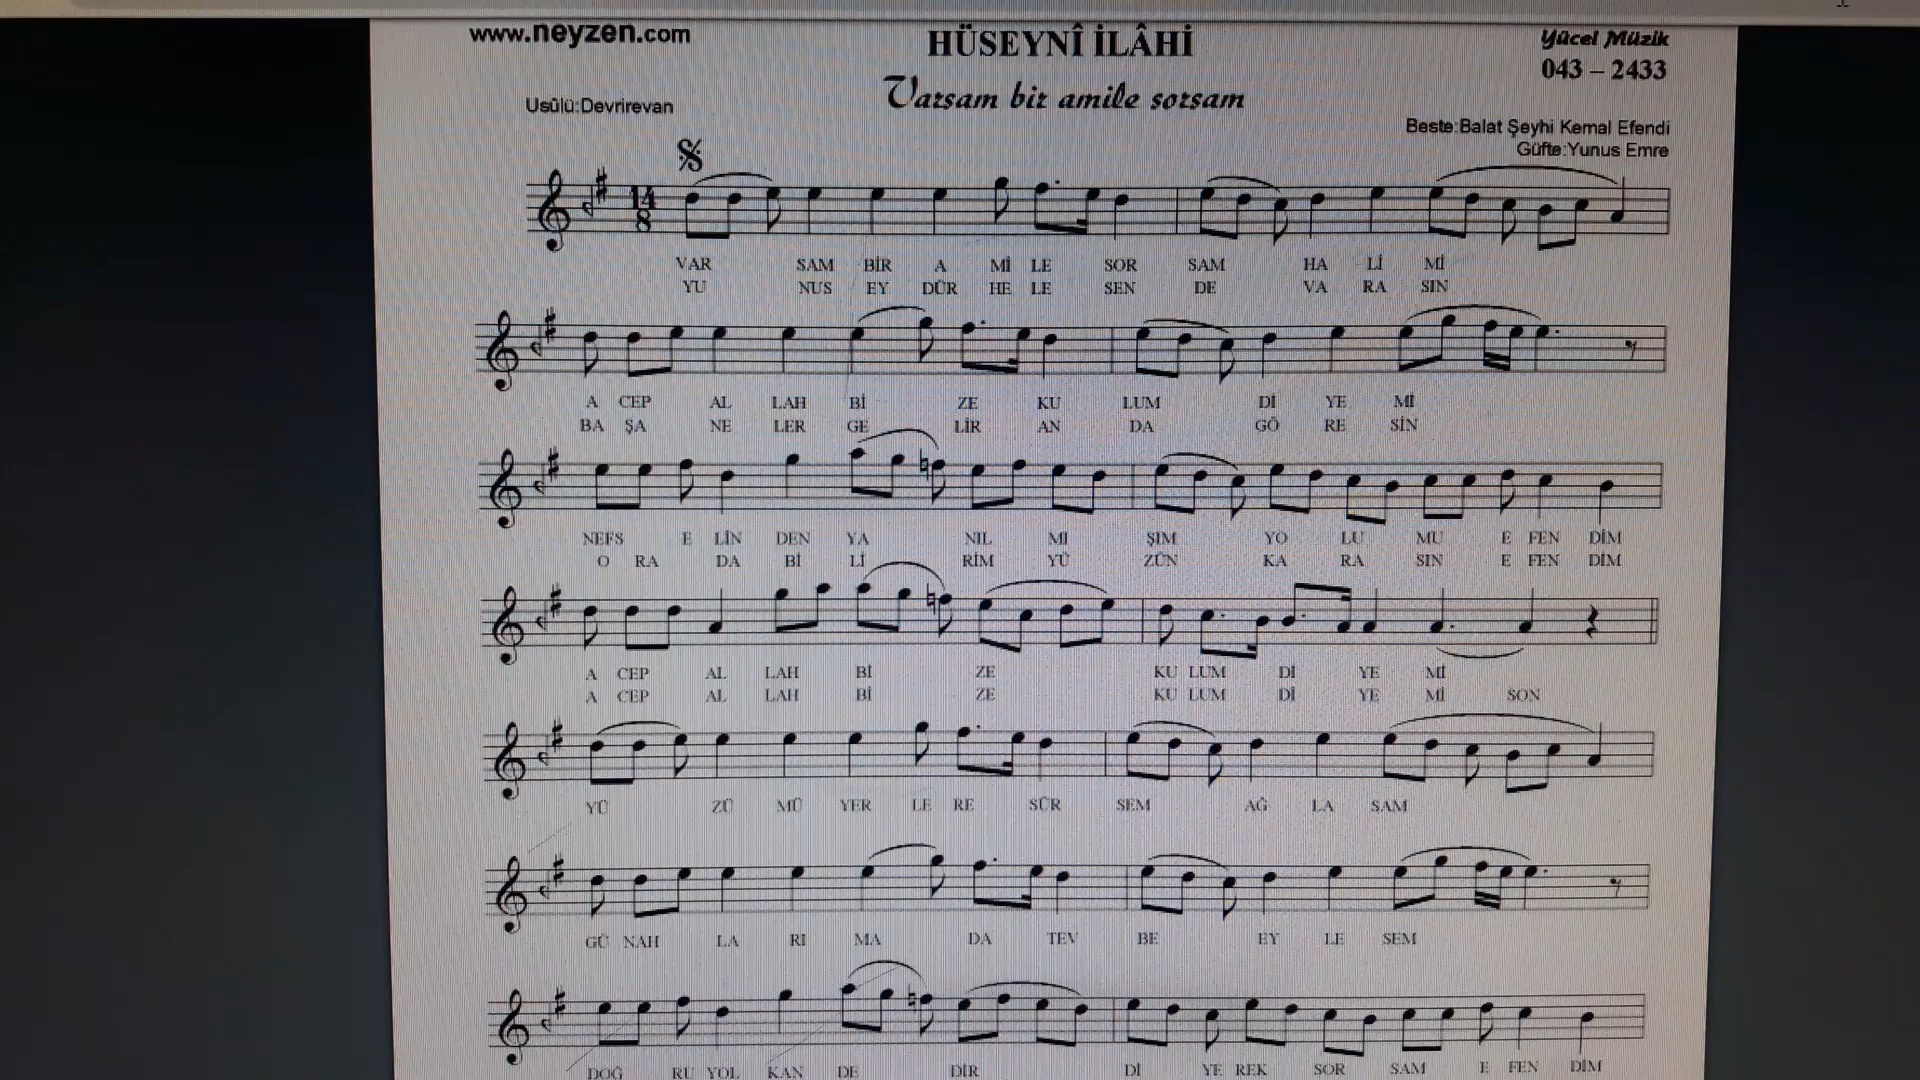 www.neyzen.com
HÜSEYNÎ İLÂHİ
Yücel Müzik
043 – 2433
Varsam bir amile sorsam
Usûlü:Devrirevan
Beste:Balat Şeyhi Kemal Efendi
Güfte:Yunus Emre
14
8
VAR SAM BİR A Mİ LE SOR SAM HA Lİ Mİ
YU NUS EY DÜR HE LE SEN DE VA RA SIN
A CEP AL LAH Bİ ZE KU LUM Dİ YE Mİ
BA ŞA NE LER GE LİR AN DA GÖ RE SİN
NEFS E LİN DEN YA NIL MI ŞIM YO LU MU E FEN DİM
O RA DA Bİ Lİ RİM YÜ ZÜN KA RA SIN E FEN DİM
A CEP AL LAH Bİ ZE KU LUM Dİ YE Mİ
A CEP AL LAH Bİ ZE KU LUM Dİ YE Mİ SON
YÜ ZÜ MÜ YER LE RE SÜR SEM AĞ LA SAM
GÜ NAH LA RI MA DA TEV BE EY LE SEM
DOĞ RU YOL KAN DE DİR Dİ YE REK SOR SAM E FEN DİM